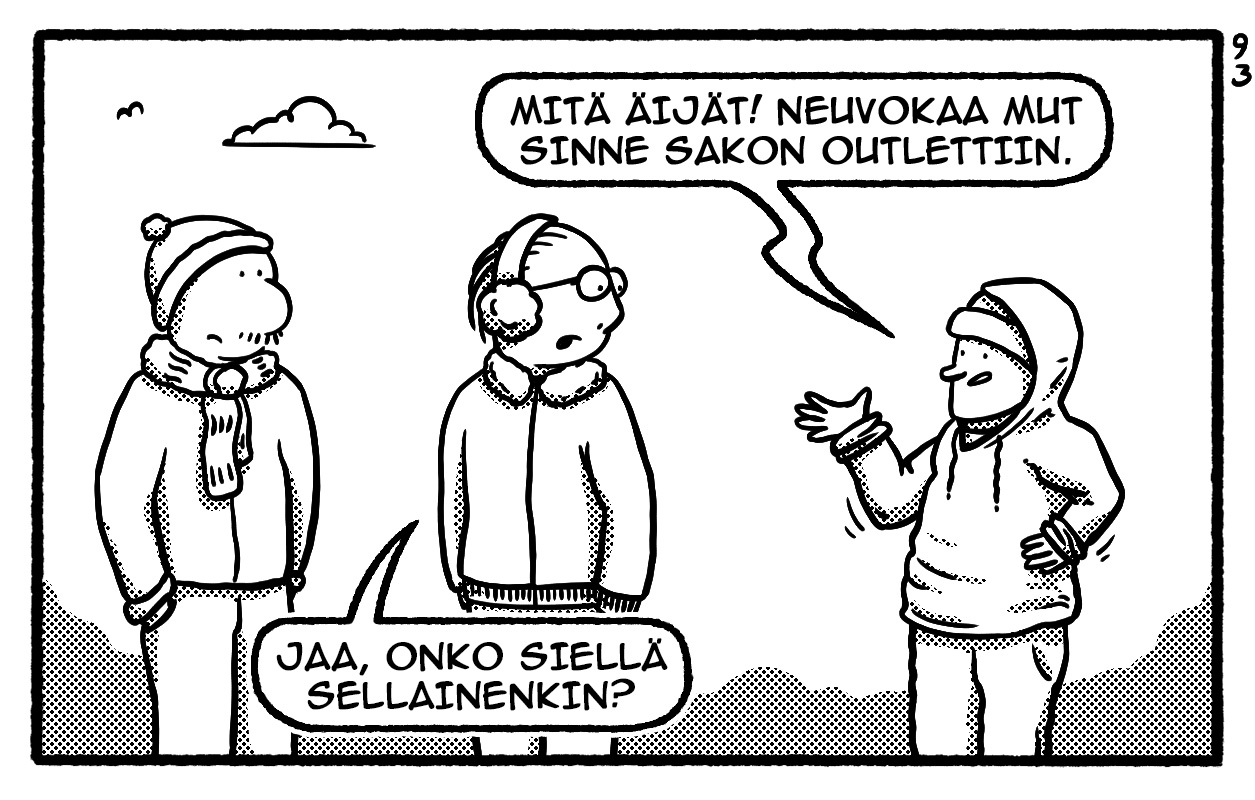 MITÄ ÄIJÄT! NEUVOKAA MUT
SINNE SAKON OUTLETTIIN.
JAA, ONKO SIELLÄ
SELLAINENKIN?
9
3